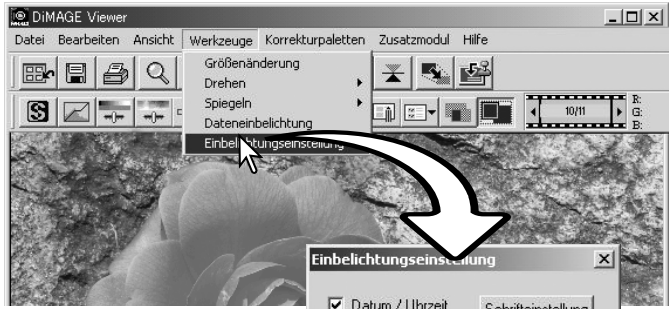 DiMAGE Viewer
Datei Bearbeiten Ansicht Werkzeuge Korrekturpaletten Zusatzmodul Hilfe
Größenänderung
Drehen
Spiegeln
Dateneinbelichtung
Einbelichtungseinstellung
S
10/11
R:
G:
B:
Einbelichtungseinstellung
Datum / Uhrzeit
Schrifteinstellung